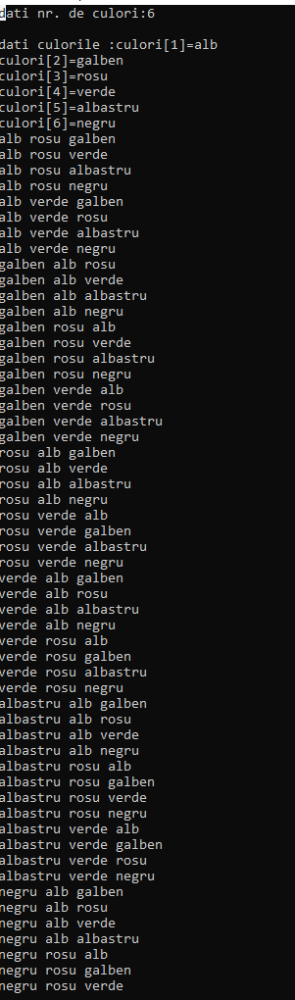 dati nr. de culori:6

dati culorile :culori[1]=alb
culori[2]=galben
culori[3]=rosu
culori[4]=verde
culori[5]=albastru
culori[6]=negru
alb rosu galben
alb rosu verde
alb rosu albastru
alb rosu negru
alb verde galben
alb verde rosu
alb verde albastru
alb verde negru
galben alb rosu
galben alb verde
galben alb albastru
galben alb negru
galben rosu alb
galben rosu verde
galben rosu albastru
galben rosu negru
galben verde alb
galben verde rosu
galben verde albastru
galben verde negru
rosu alb galben
rosu alb verde
rosu alb albastru
rosu alb negru
rosu verde alb
rosu verde galben
rosu verde albastru
rosu verde negru
verde alb galben
verde alb rosu
verde alb albastru
verde alb negru
verde rosu alb
verde rosu galben
verde rosu albastru
verde rosu negru
albastru alb galben
albastru alb rosu
albastru alb verde
albastru alb negru
albastru rosu alb
albastru rosu galben
albastru rosu verde
albastru rosu negru
albastru verde alb
albastru verde galben
albastru verde rosu
albastru verde negru
negru alb galben
negru alb rosu
negru alb verde
negru alb albastru
negru rosu alb
negru rosu galben
negru rosu verde